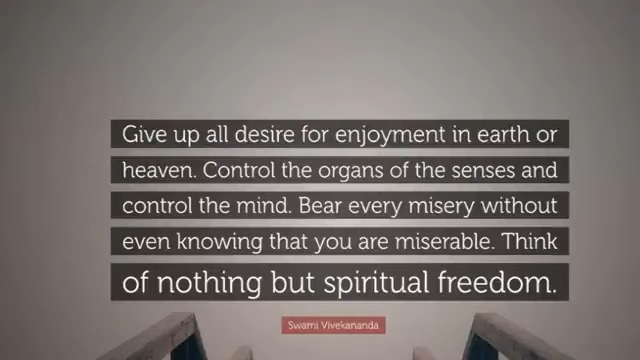 Give up all desire for enjoyment in earth or
heaven. Control the organs of the senses and
control the mind. Bear every misery without
even knowing that you are miserable. Think
of nothing but spiritual freedom.
Swami Vivekananda